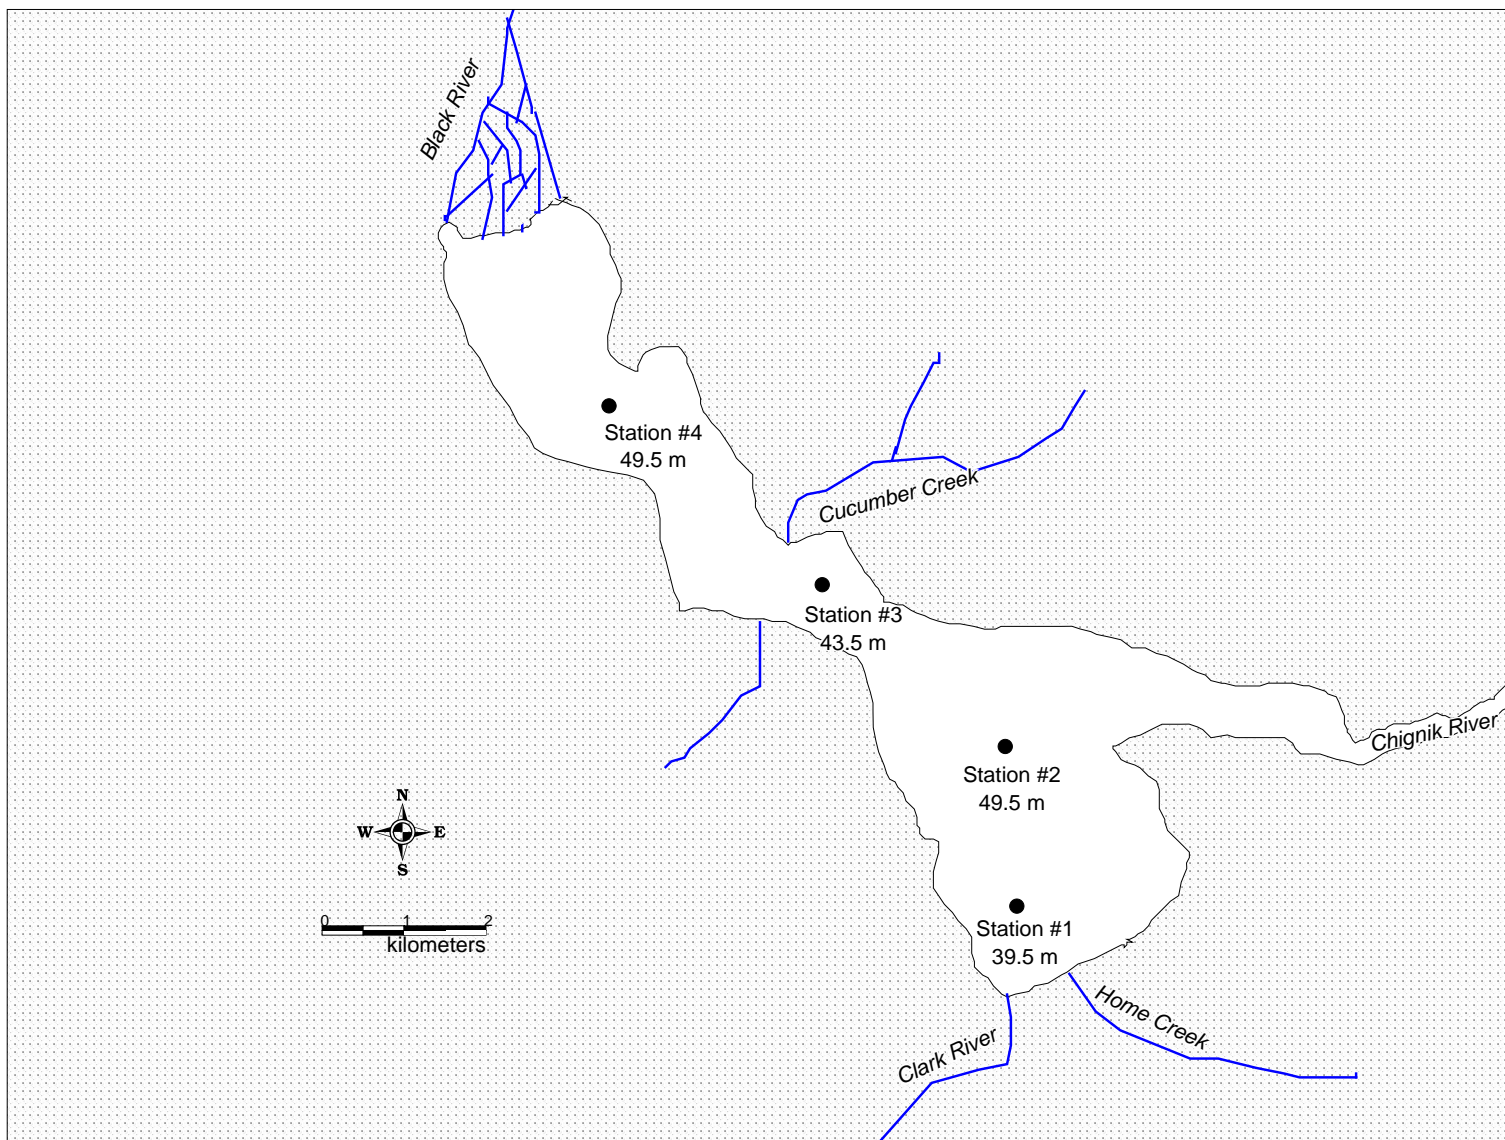 Black River
Station #4
49.5 m
Cucumber Creek
Station #3
43.5 m
Chignik River
Station #2
49.5 m
N
W E
S
0 1 2
kilometers
Station #1
39.5 m
Home Creek
Clark River